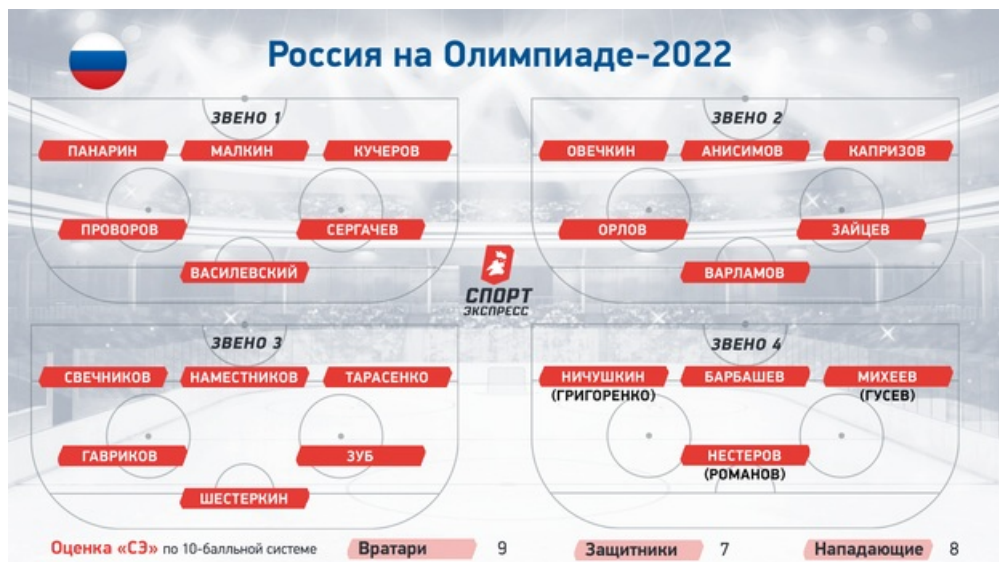 Россия на Олимпиаде-2022
ЗВЕНО 1
ПАНАРИН МАЛКИН КУЧЕРОВ
ПРОВОРОВ СЕРГАЧЕВ
ВАСИЛЕВСКИЙ
ЗВЕНО 2
ОВЕЧКИН АНИСИМОВ КАПРИЗОВ
ОРЛОВ ЗАЙЦЕВ
ВАРЛАМОВ
СПОРТ
ЭКСПРЕСС
ЗВЕНО 3
СВЕЧНИКОВ НАМЕСТНИКОВ ТАРАСЕНКО
ГАВРИКОВ ЗУБ
ШЕСТЕРКИН
ЗВЕНО 4
НИЧУШКИН БАРБАШЕВ МИХЕЕВ
(ГРИГОРЕНКО) (ГУСЕВ)
НЕСТЕРОВ
(РОМАНОВ)
Оценка «СЭ» по 10-балльной системе Вратари 9 Защитники 7 Нападающие 8